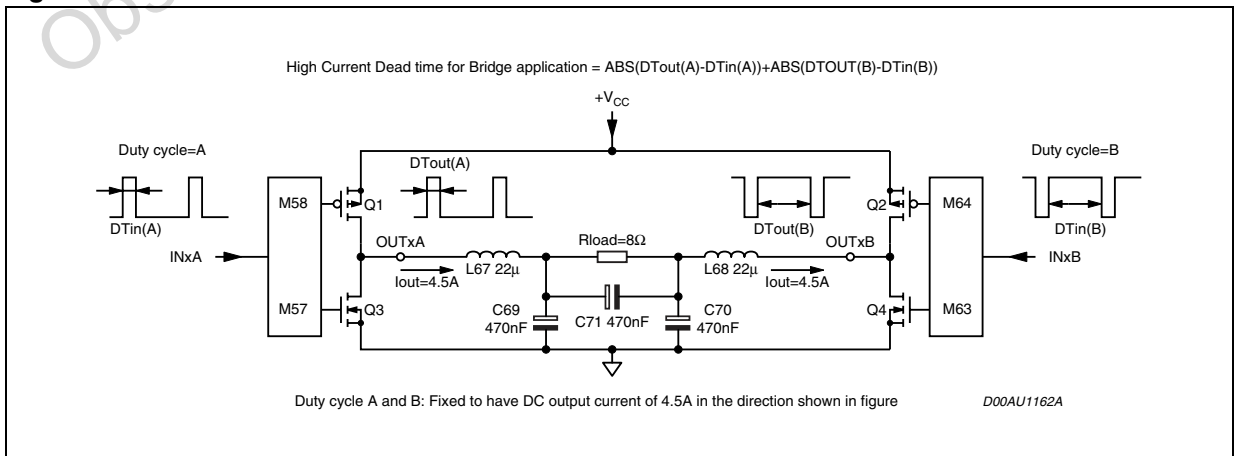 High Current Dead time for Bridge application = ABS(DTout(A)-DTin(A))+ABS(DTOUT(B)-DTin(B))
+VCC
Duty cycle=A
DTout(A)
Duty cycle=B
M58
Q1
Q2
M64
DTin(A)
DTout(B)
DTin(B)
INxA
OUTxA
Rload=8Ω
OUTxB
INxB
L67 22µ
L68 22µ
Iout=4.5A
Iout=4.5A
M57
Q3
C69
470nF
C71 470nF
C70
470nF
Q4
M63
Duty cycle A and B: Fixed to have DC output current of 4.5A in the direction shown in figure
D00AU1162A